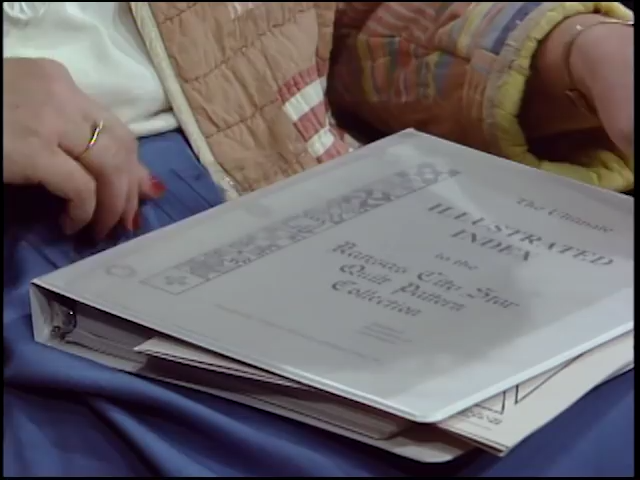 The Ultimate
ILLUSTRATED
INDEX
to the
Kansas City Star
Quilt Pattern
Collection